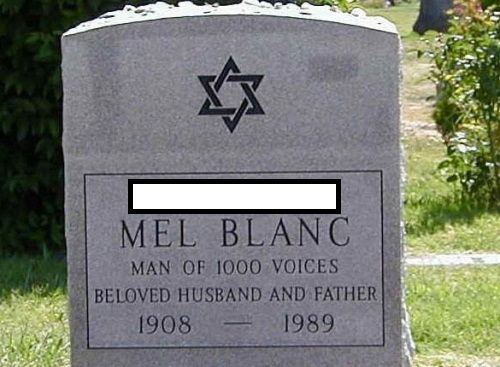 MEL BLANC
MAN OF 1000 VOICES
BELOVED HUSBAND AND FATHER
1908 — 1989